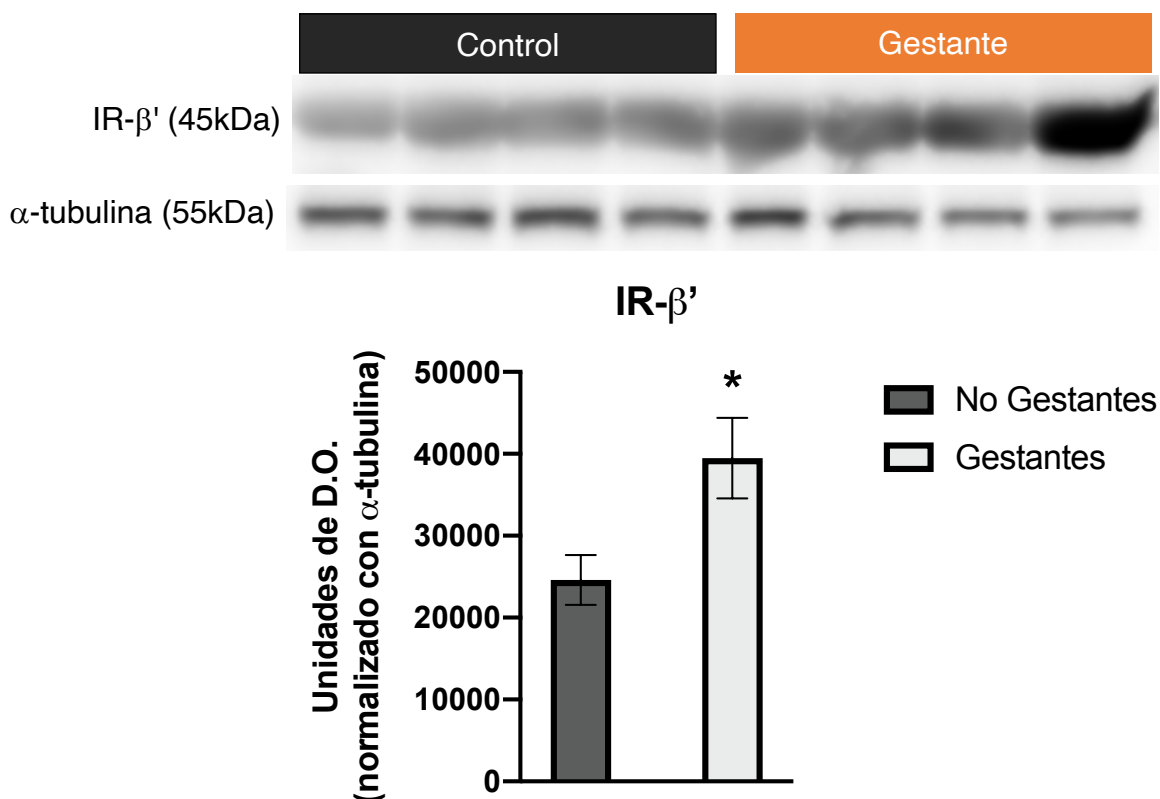 Control
Gestante
IR-β' (45kDa)
α-tubulina (55kDa)
IR-β’
Unidades de D.O.
(normalizado con α-tubulina)
50000
40000
30000
20000
10000
0
*
No Gestantes
Gestantes